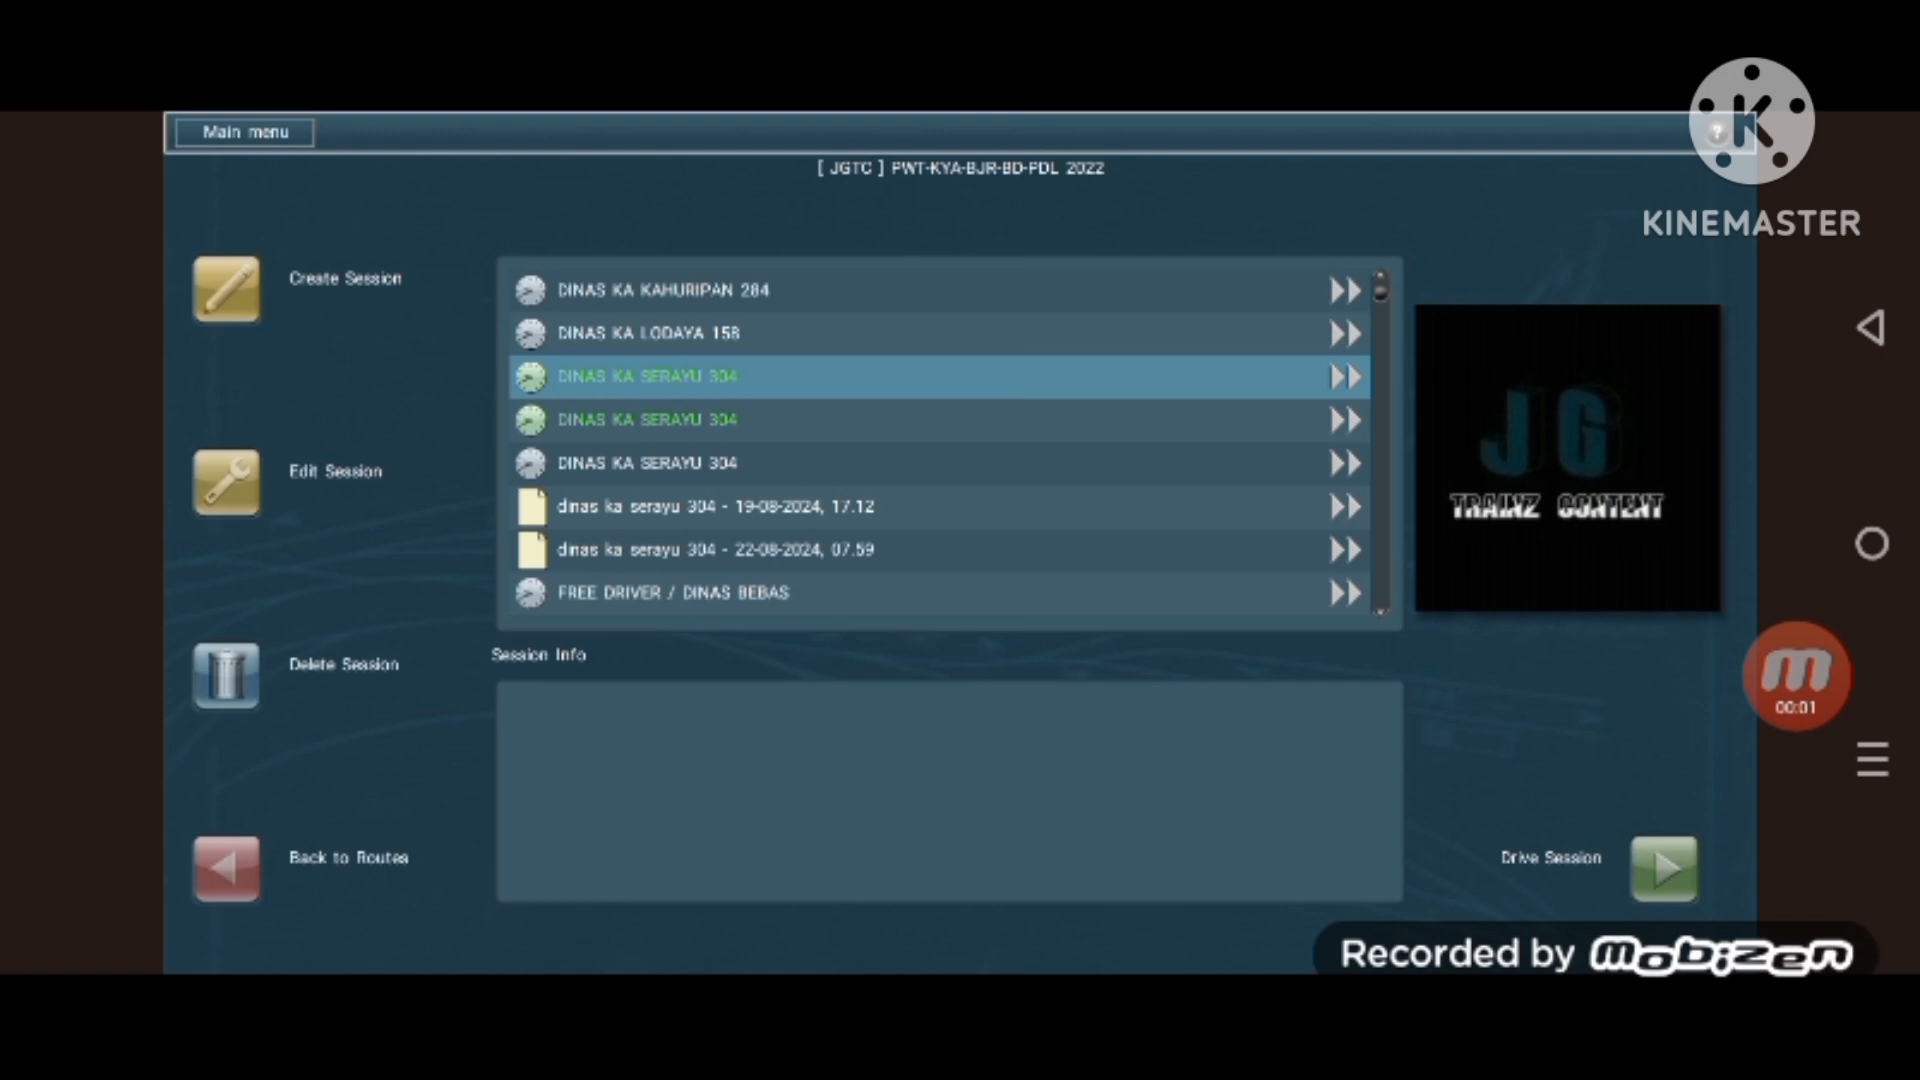 Main menu
?
[ JGTC ] PWT-KYA-BJR-BD-PDL 2022
K
KINEMASTER
Create Session
DINAS KA KAHURIPAN 284
DINAS KA LODAYA 158
DINAS KA SERAYU 304
DINAS KA SERAYU 304
DINAS KA SERAYU 304
dinas ka serayu 304 - 19-08-2024, 17.12
dinas ka serayu 304 - 22-08-2024, 07.59
FREE DRIVER / DINAS BEBAS
Edit Session
JG
TRAINZ CONTENT
Delete Session
Session Info
m
00:01
Back to Routes
Drive Session
Recorded by mobizen